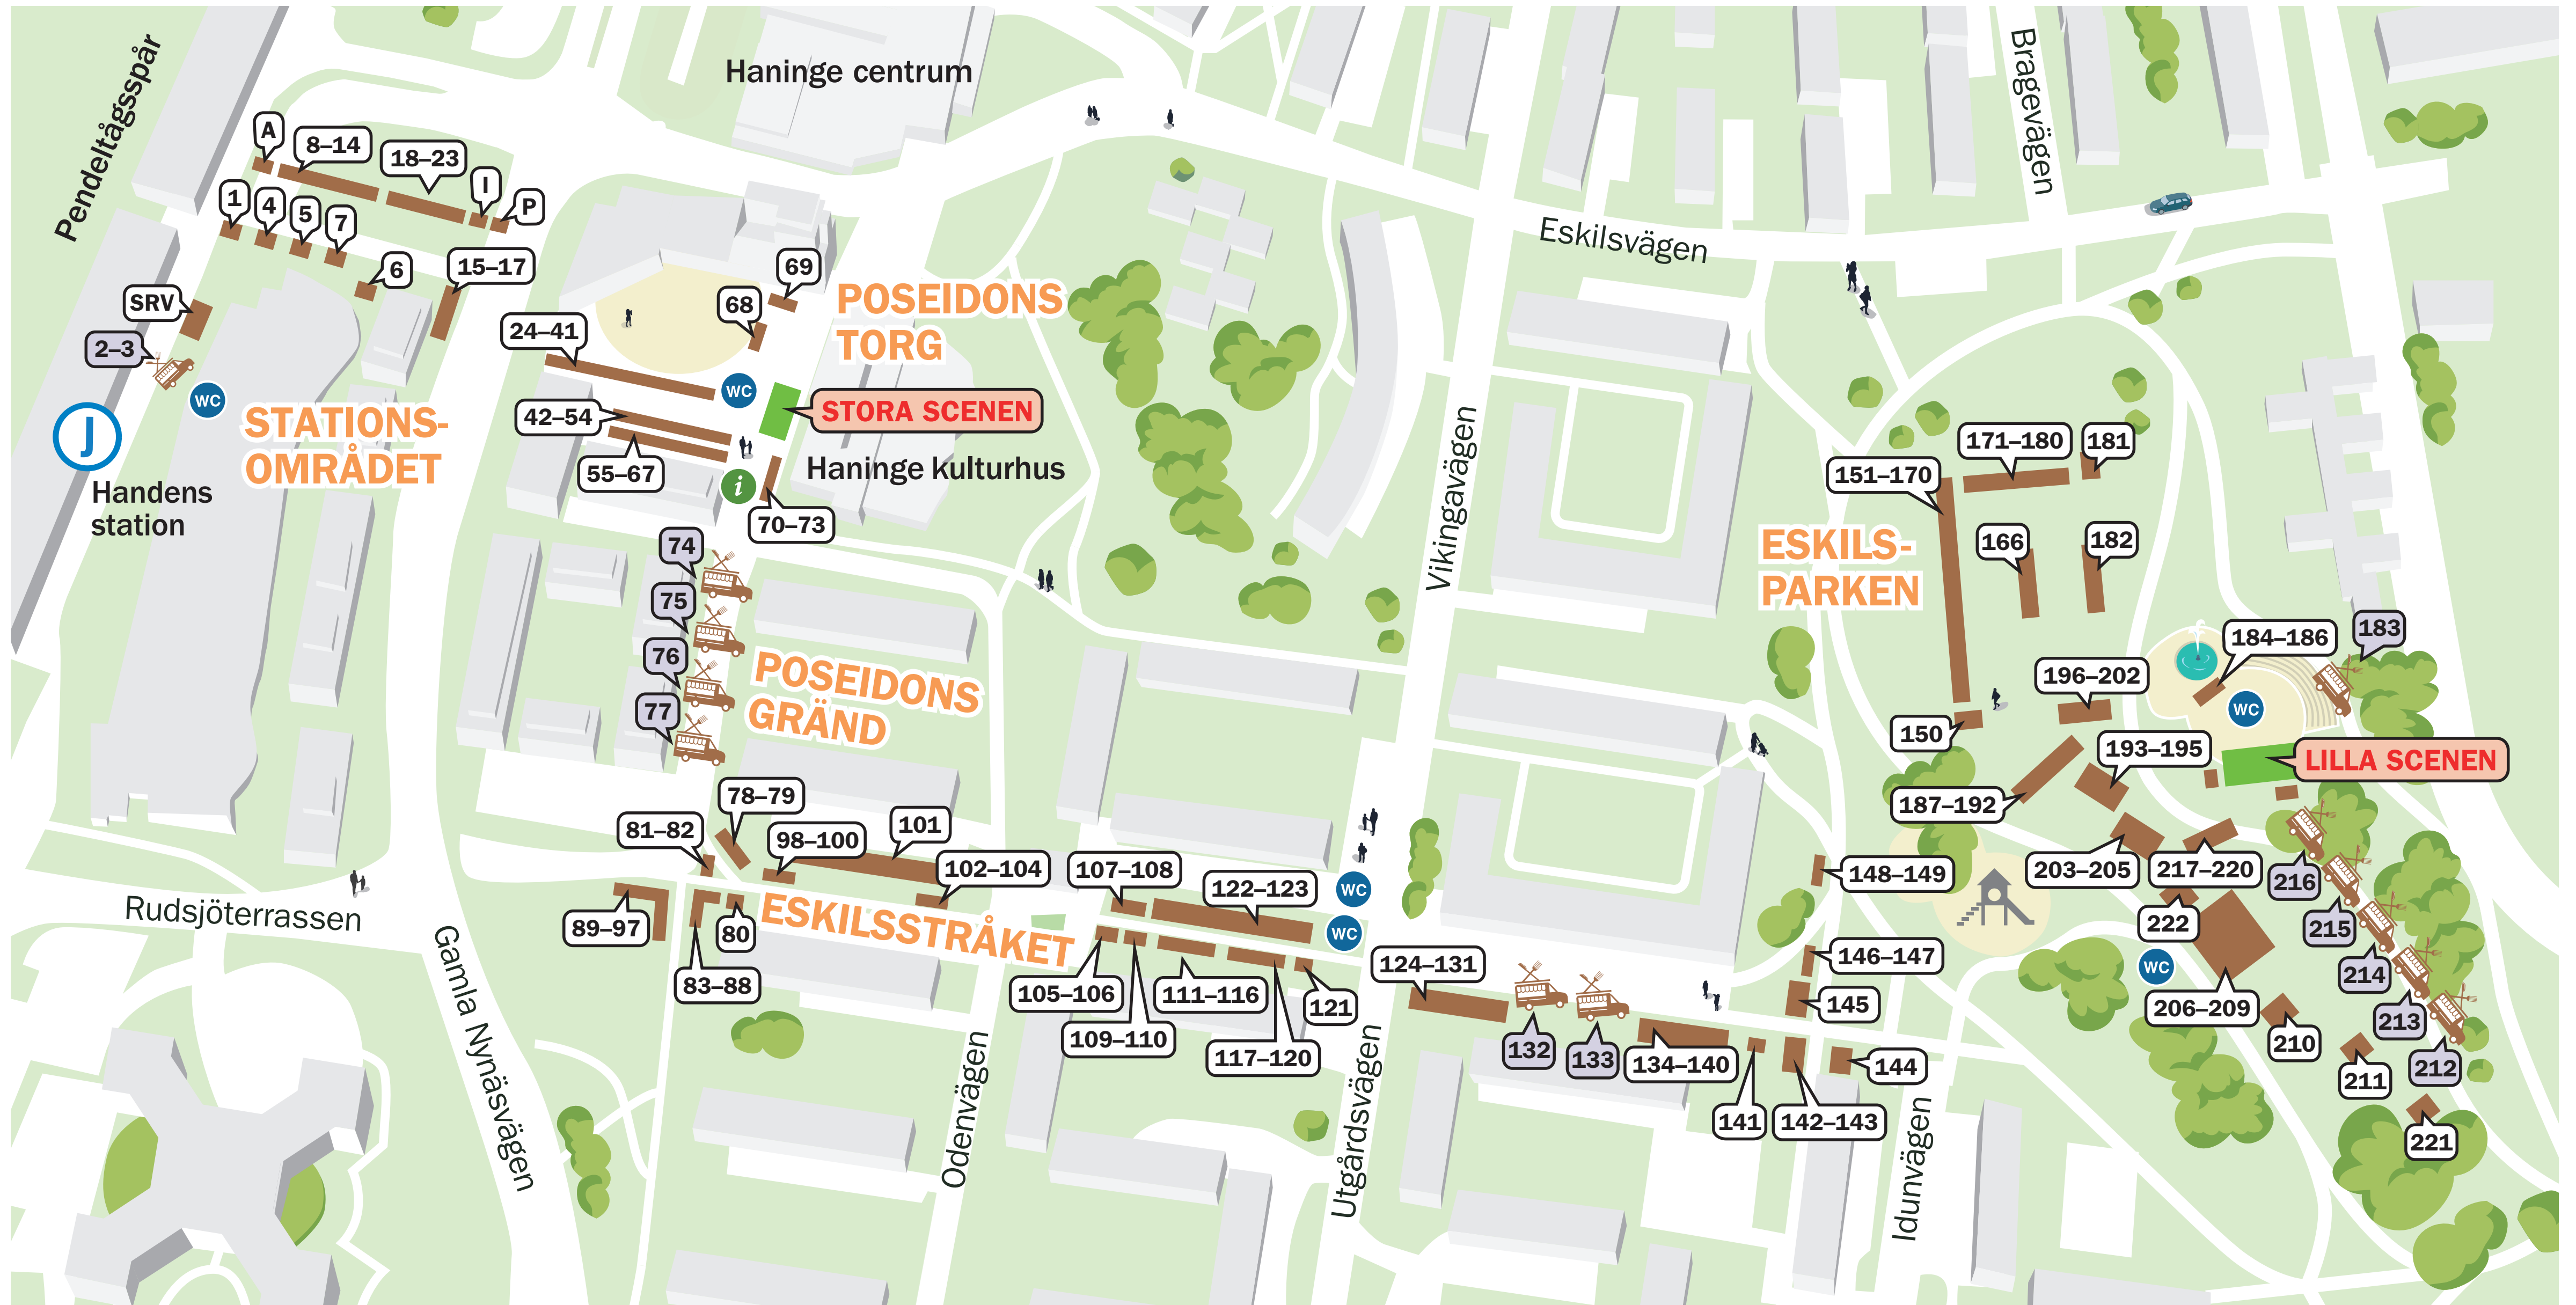 Haninge centrum
Pendeltågsspår
Bragevägen
A
8–14
18–23
I
P
1
4
5
7
6
15–17
SRV
2–3
WC
J
Handens
station
STATIONS-
OMRÅDET
69
68
POSEIDONS
TORG
24–41
WC
STORA SCENEN
42–54
55–67
i
Haninge kulturhus
70–73
Eskilsvägen
Vikingavägen
74
75
76
77
POSEIDONS
GRÄND
78–79
81–82
98–100
101
102–104
89–97
83–88
80
ESKILSSTRÅKET
107–108
122–123
WC
WC
105–106
109–110
111–116
117–120
121
Rudsjöterrassen
Gamla Nynäsvägen
Odenvägen
Utgårdsvägen
124–131
132
133
134–140
141
142–143
144
145
146–147
148–149
Idunvägen
ESKILS-
PARKEN
151–170
171–180
181
166
182
183
184–186
WC
196–202
150
193–195
187–192
LILLA SCENEN
203–205
217–220
216
222
215
WC
214
206–209
213
210
212
211
221